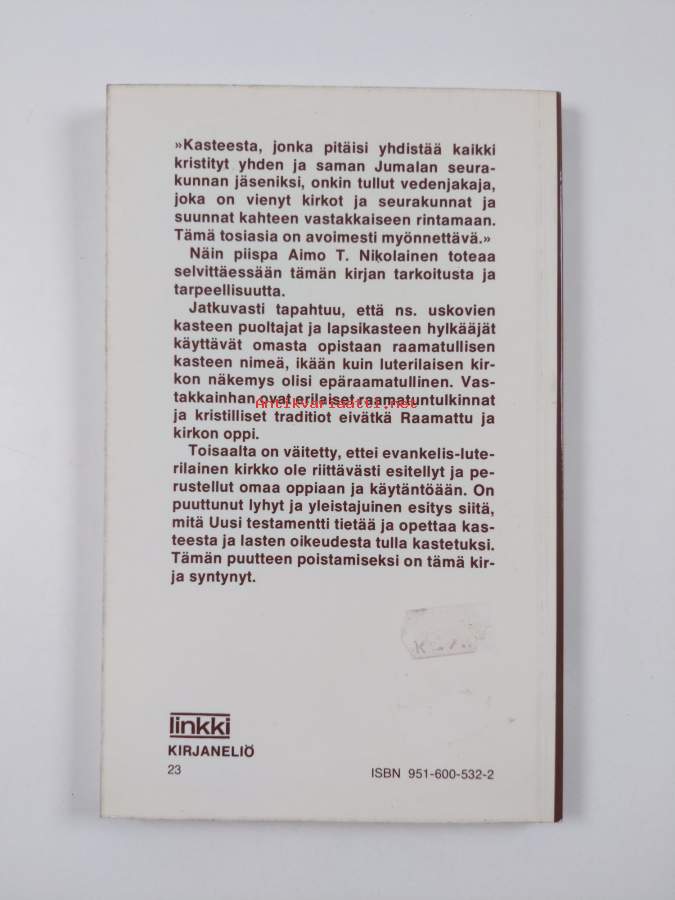 »Kasteesta, jonka pitäisi yhdistää kaikki
kristityt yhden ja saman Jumalan seura-
kunnan jäseniksi, onkin tullut vedenjakaja,
joka on vienyt kirkot ja seurakunnat ja
suunnat kahteen vastakkaiseen rintamaan.
Tämä tosiasia on avoimesti myönnettävä.»
Näin piispa Aimo T. Nikolainen toteaa
selvittäessään tämän kirjan tarkoitusta ja
tarpeellisuutta.
Jatkuvasti tapahtuu, että ns. uskovien
kasteen puoltajat ja lapsikasteen hylkääjät
käyttävät omasta opistaan raamatullisen
kasteen nimeä, ikään kuin luterilaisen kir-
kon näkemys olisi epäraamatullinen. Vas-
takkainhan ovat erilaiset raamatuntulkinnat
Antikvariaatti.net
ja kristilliset traditiot eivätkä Raamattu ja
kirkon oppi.
Toisaalta on väitetty, ettei evankelis-lute-
rilainen kirkko ole riittävästi esitellyt ja pe-
rustellut omaa oppiaan ja käytäntöään. On
puuttunut lyhyt ja yleistajuinen esitys siitä,
mitä Uusi testamentti tietää ja opettaa kas-
teesta ja lasten oikeudesta tulla kastetuksi.
Tämän puutteen poistamiseksi on tämä kir-
ja syntynyt.
linkki
KIRJANELIÖ
23
ISBN 951-600-532-2